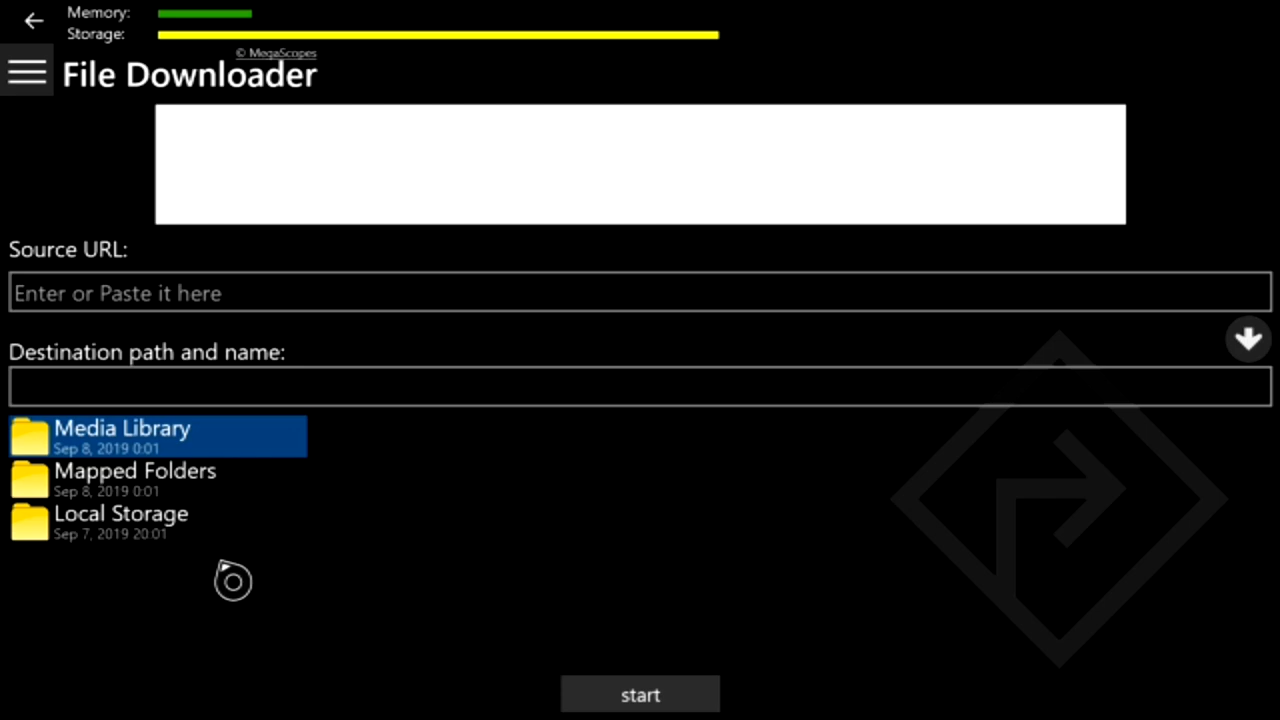 Memory:
Storage:
© MegaScopes
File Downloader
Source URL:
Enter or Paste it here
Destination path and name:
Media Library
Sep 8, 2019 0:01
Mapped Folders
Sep 8, 2019 0:01
Local Storage
Sep 7, 2019 20:01
start